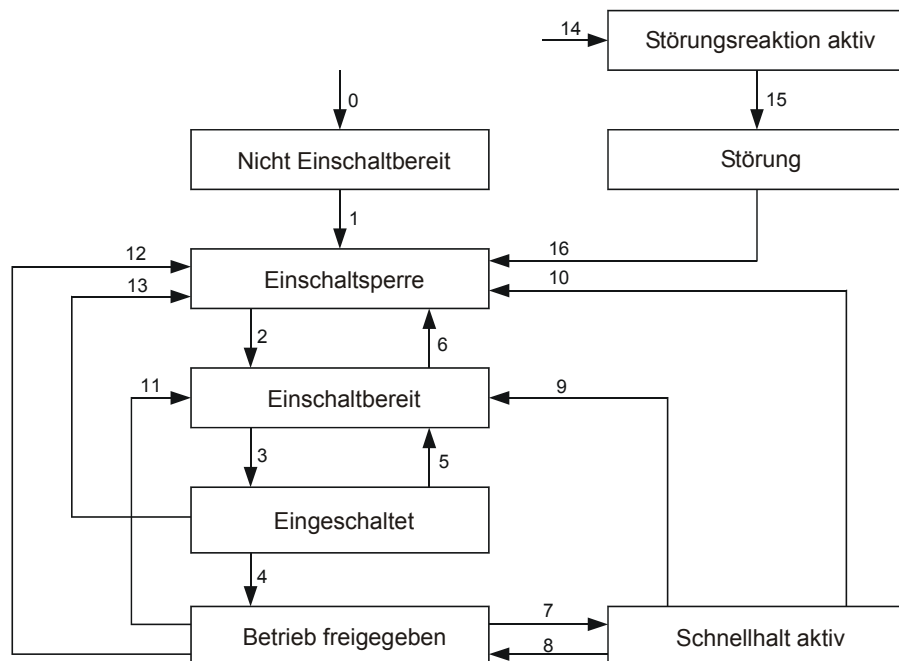 14
Störungsreaktion aktiv
0
15
Nicht Einschaltbereit
Störung
1
12
16
Einschaltsperre
13
10
2
6
11
Einschaltbereit
9
3
5
Eingeschaltet
4
7
Betrieb freigegeben
8
Schnellhalt aktiv